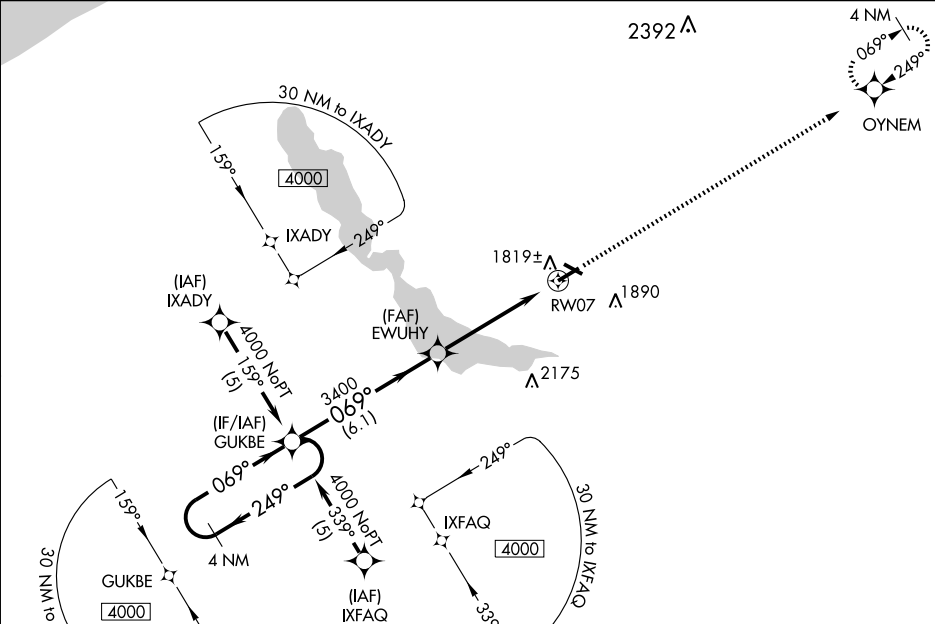 2392
4 NM
069°
249°
OYNEM
30 NM to IXADY
159°
4000
249°
IXADY
1819±
RW07
1890
(FAF)
EWUHY
2175
(IAF)
IXADY
4000 NoPT
159°
(5)
3400
069°
(6.1)
(IF/IAF)
GUKBE
069°
249°
4 NM
4000 NoPT
339°
(5)
(IAF)
IXFAQ
249°
IXFAQ
4000
30 NM to IXFAQ
159°
GUKBE
4000
30 NM to